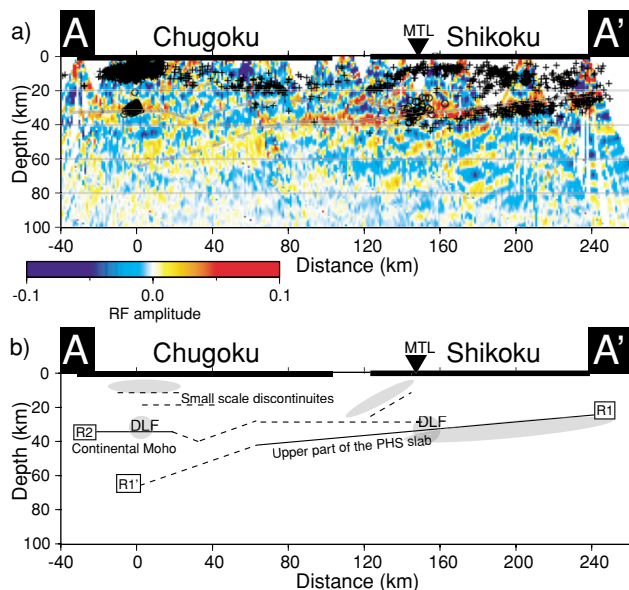 a)
A
Chugoku
MTL
Shikoku
A'
Depth (km)
0
20
40
60
80
100
-40 0 40 80 120 160 200 240
Distance (km)
-0.1 0.0 0.1
RF amplitude
b)
A
Chugoku
MTL
Shikoku
A'
Depth (km)
0
20
40
60
80
100
Small scale discontinuites
DLF
DLF
R1
R2
Continental Moho
Upper part of the PHS slab
R1'
-40 0 40 80 120 160 200 240
Distance (km)